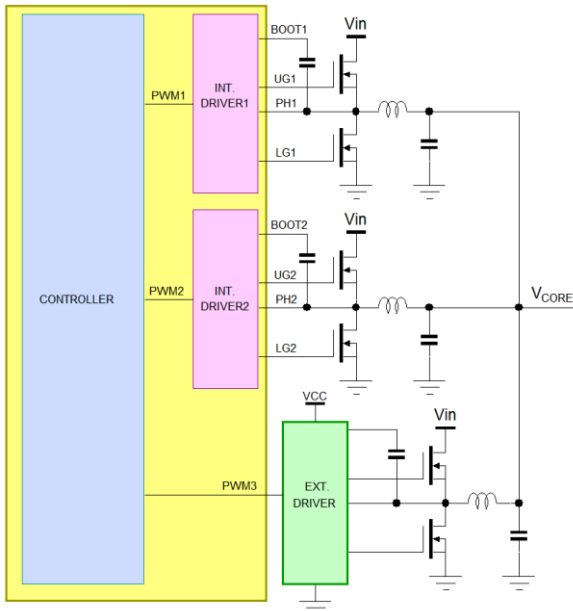 BOOT1
Vin
UG1
PWM1
INT.
DRIVER1
PH1
LG1
BOOT2
Vin
UG2
CONTROLLER
PWM2
INT.
DRIVER2
PH2
VCORE
LG2
VCC
Vin
PWM3
EXT.
DRIVER